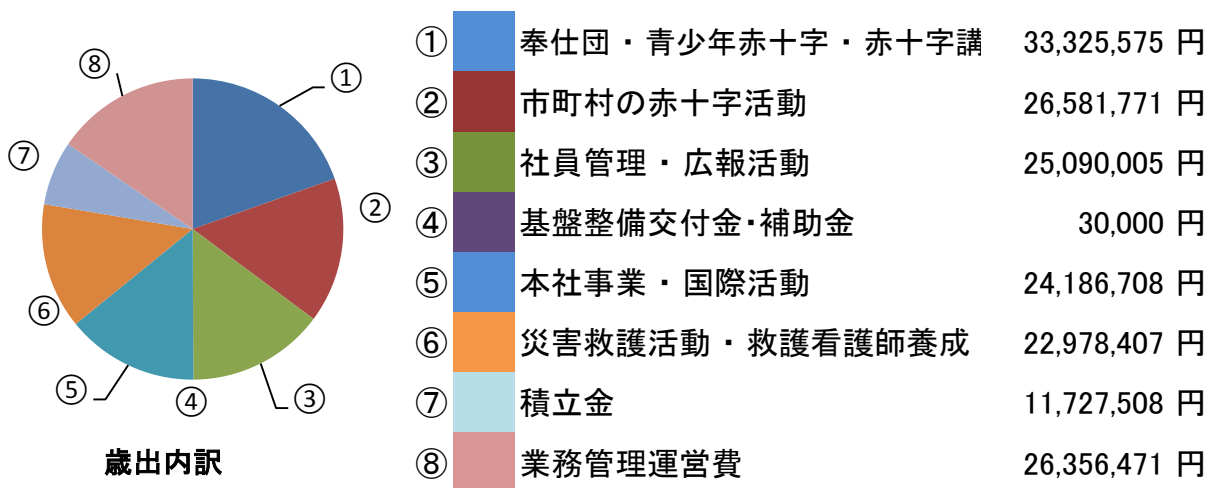 ①
②
③
④
⑤
⑥
⑦
⑧
歳出内訳
① 奉仕団・青少年赤十字・赤十字講 33,325,575 円
② 市町村の赤十字活動 26,581,771 円
③ 社員管理・広報活動 25,090,005 円
④ 基盤整備交付金・補助金 30,000 円
⑤ 本社事業・国際活動 24,186,708 円
⑥ 災害救護活動・救護看護師養成 22,978,407 円
⑦ 積立金 11,727,508 円
⑧ 業務管理運営費 26,356,471 円